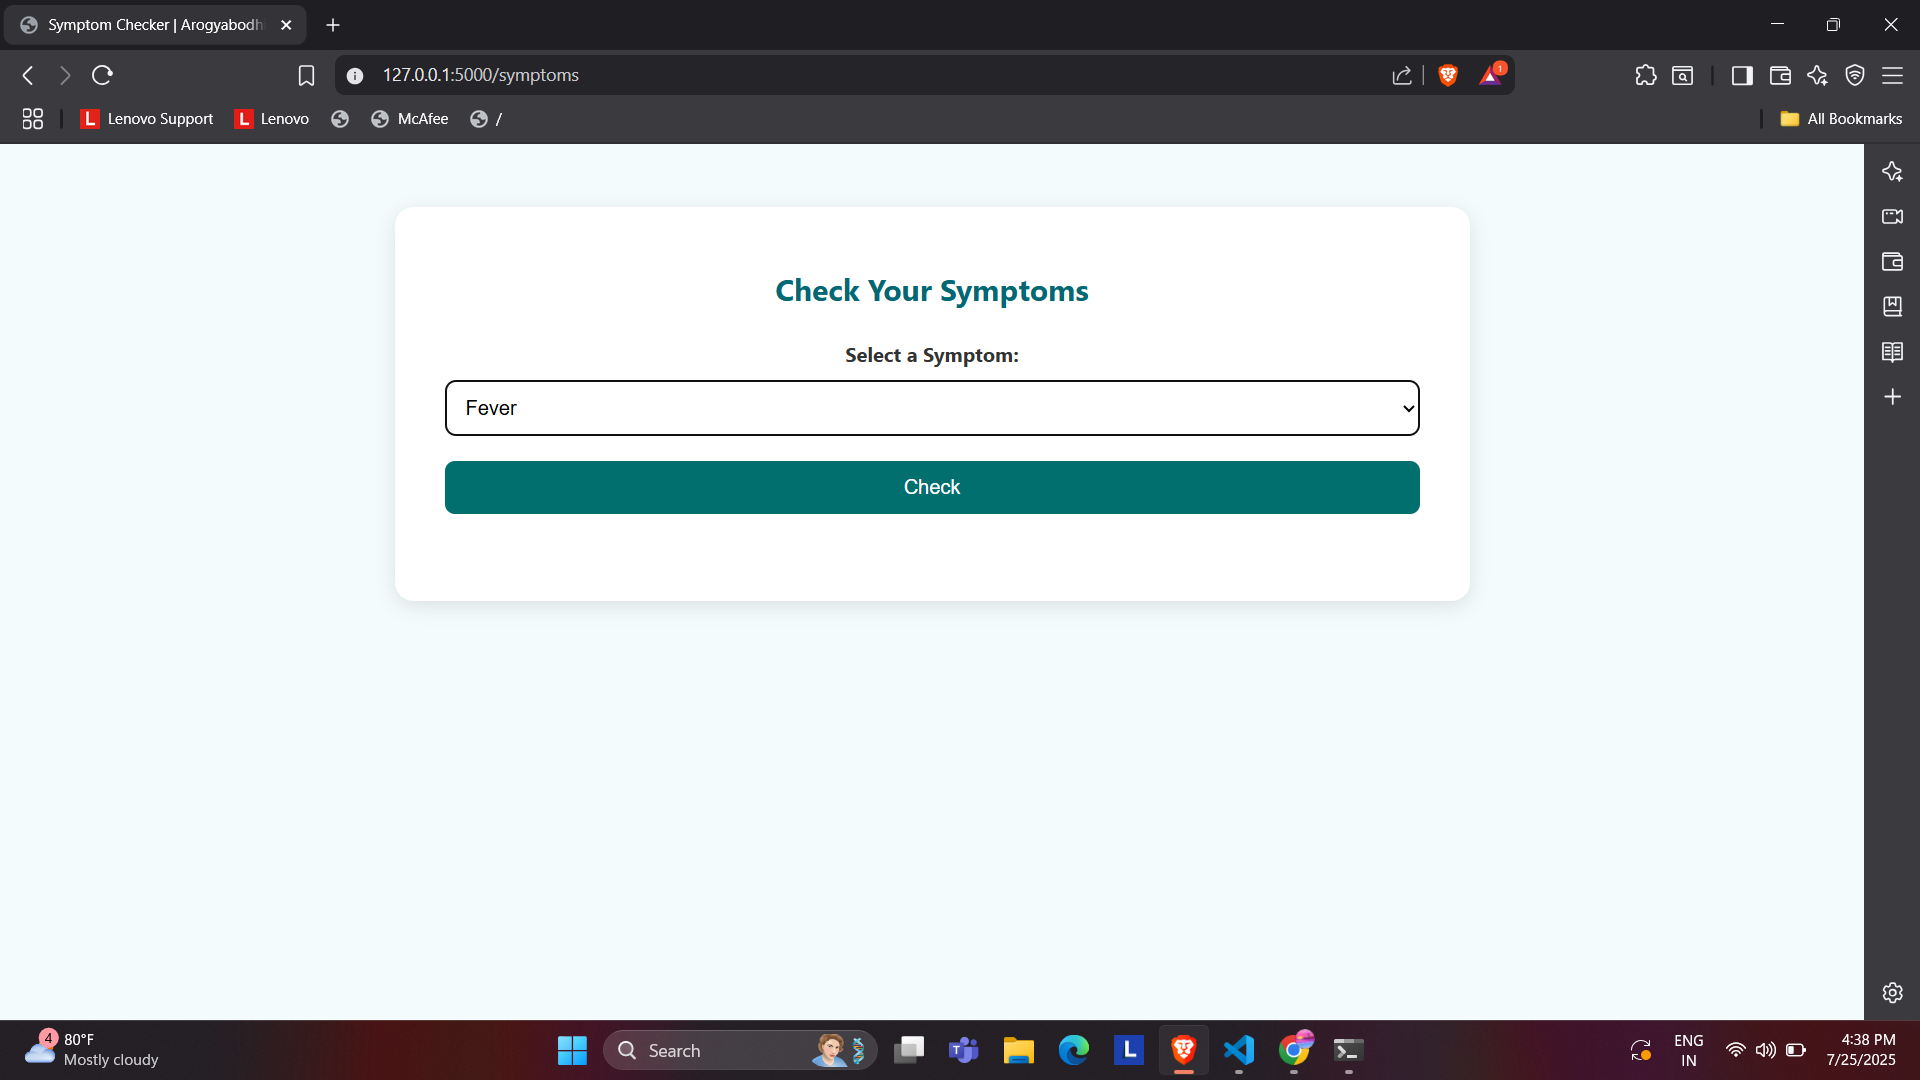 Symptom Checker | Arogyabodh
127.0.0.1:5000/symptoms
1
L Lenovo Support
L Lenovo
McAfee
/
All Bookmarks
Check Your Symptoms
Select a Symptom:
Fever
Check
4
80°F
Mostly cloudy
Search
T
L
ENG
IN
4:38 PM
7/25/2025